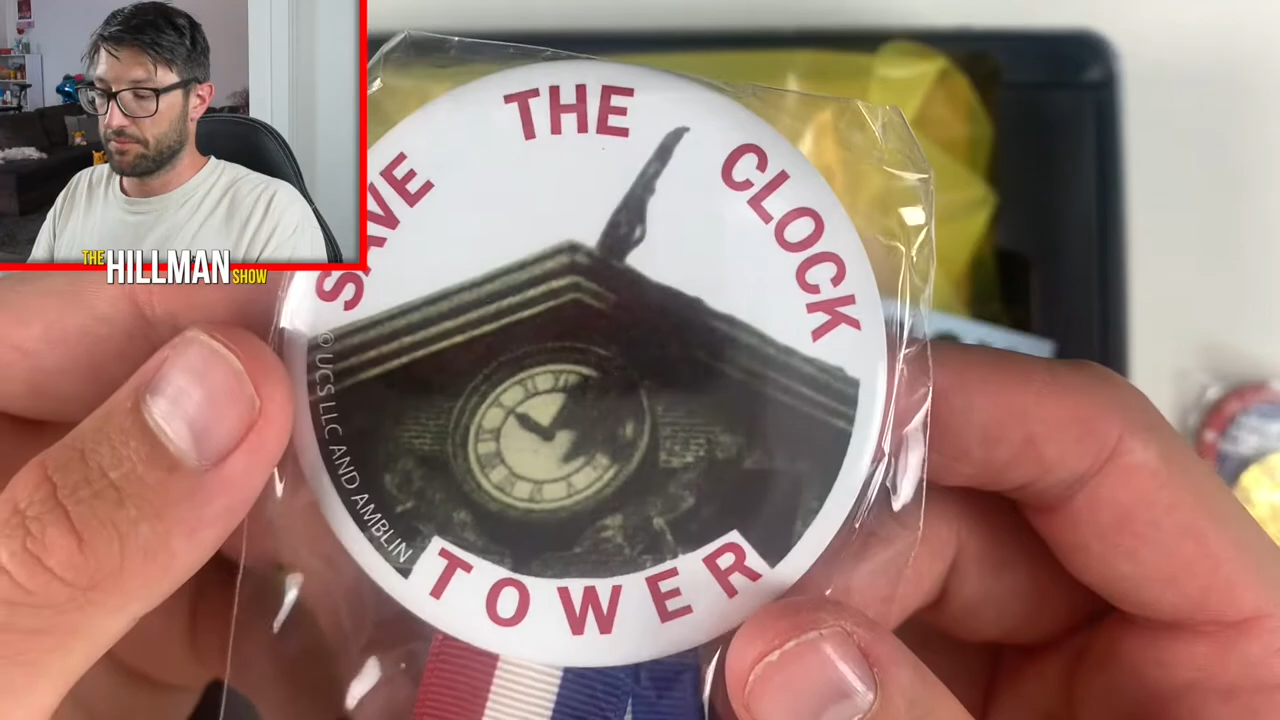 THE HILLMAN SHOW
SAVE THE CLOCK
TOWER
© UCS LLC AND AMBLIN